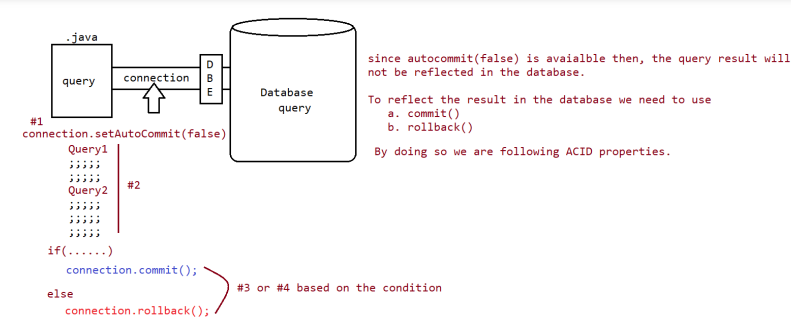 .java
query
connection
D
B
E
Database
query
#1
connection.setAutoCommit(false)
Query1
;;;;;
;;;;;
Query2
;;;;;
;;;;;
;;;;;
#2
if(......)
connection.commit();
else
connection.rollback();
#3 or #4 based on the condition
since autocommit(false) is avaialble then, the query result will
not be reflected in the database.
To reflect the result in the database we need to use
a. commit()
b. rollback()
By doing so we are following ACID properties.